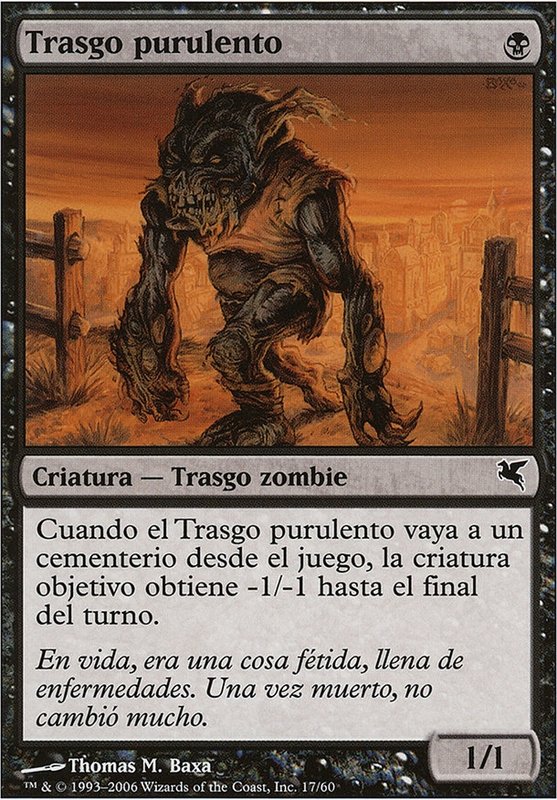 Trasgo purulento
Criatura — Trasgo zombie
Cuando el Trasgo purulento vaya a un
cementerio desde el juego, la criatura
objetivo obtiene -1/-1 hasta el final
del turno.
En vida, era una cosa fétida, llena de
enfermedades. Una vez muerto, no
cambió mucho.
1/1
Thomas M. Baxa
™ & © 1993–2006 Wizards of the Coast, Inc. 17/60